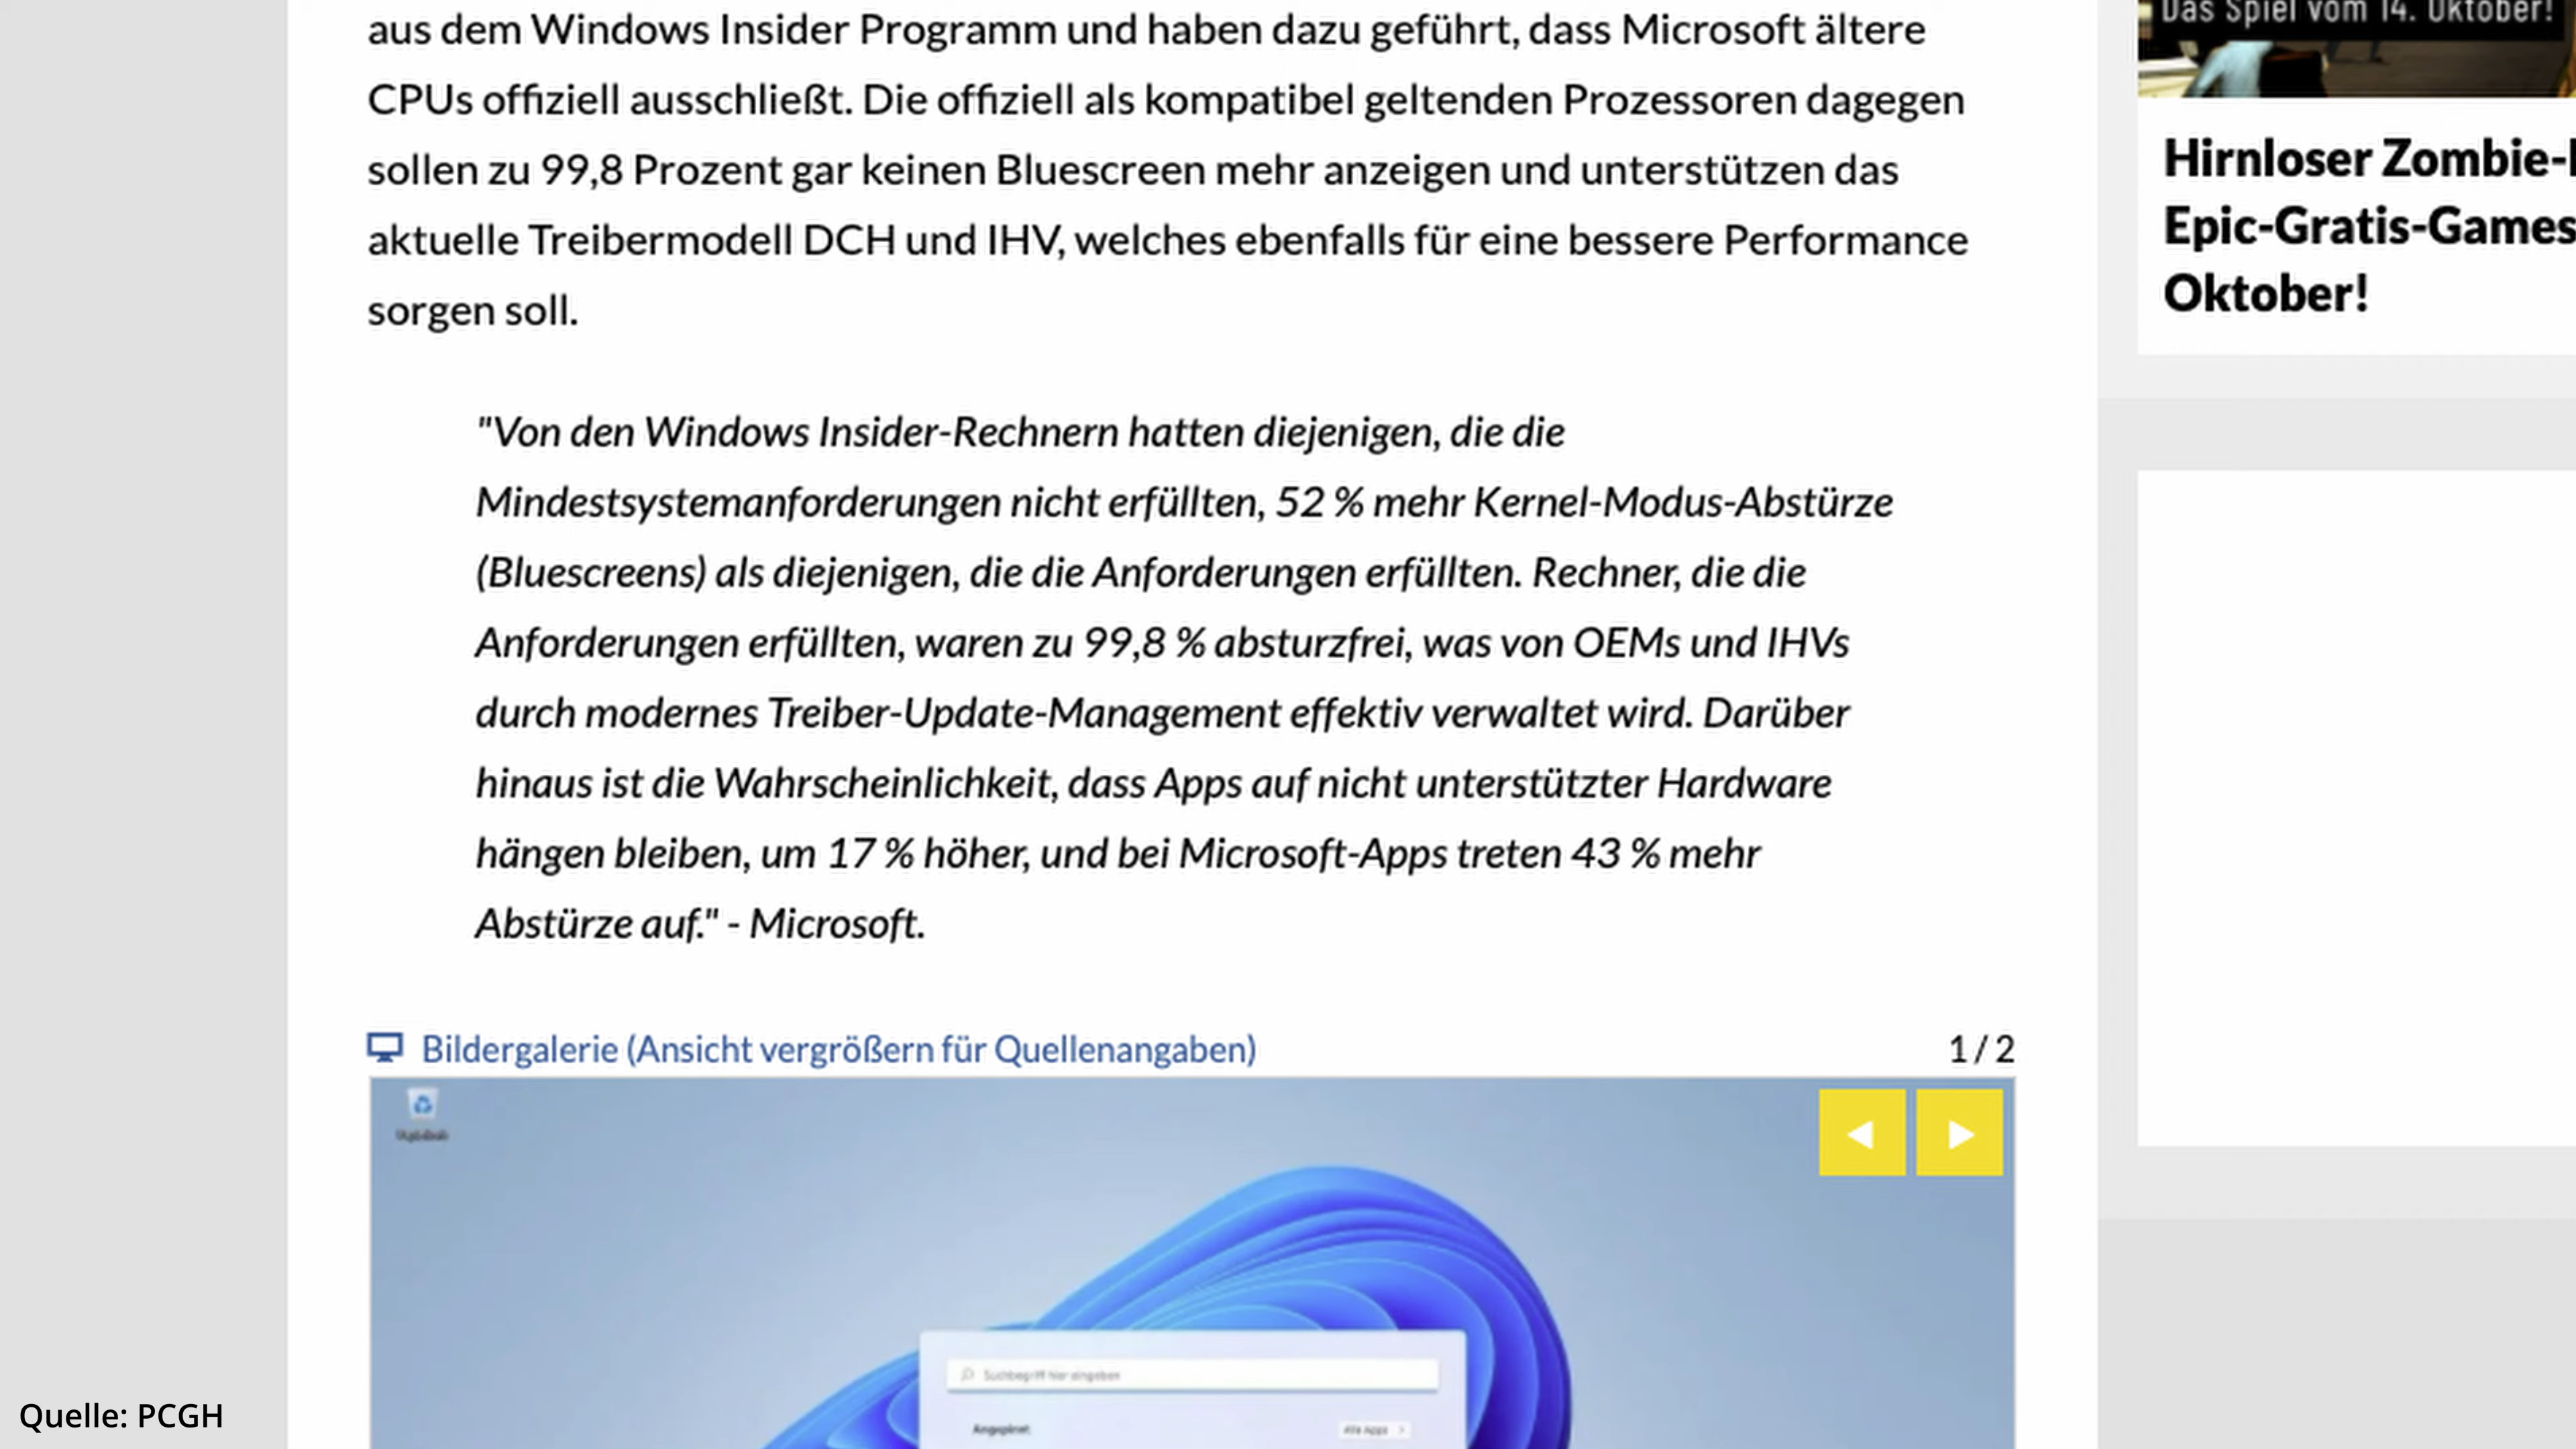 aus dem Windows Insider Programm und haben dazu geführt, dass Microsoft ältere
CPUs offiziell ausschließt. Die offiziell als kompatibel geltenden Prozessoren dagegen
sollen zu 99,8 Prozent gar keinen Bluescreen mehr anzeigen und unterstützen das
aktuelle Treibermodell DCH und IHV, welches ebenfalls für eine bessere Performance
sorgen soll.
"Von den Windows Insider-Rechnern hatten diejenigen, die die
Mindestsystemanforderungen nicht erfüllten, 52 % mehr Kernel-Modus-Abstürze
(Bluescreens) als diejenigen, die die Anforderungen erfüllten. Rechner, die die
Anforderungen erfüllten, waren zu 99,8 % absturzfrei, was von OEMs und IHVs
durch modernes Treiber-Update-Management effektiv verwaltet wird. Darüber
hinaus ist die Wahrscheinlichkeit, dass Apps auf nicht unterstützter Hardware
hängen bleiben, um 17 % höher, und bei Microsoft-Apps treten 43 % mehr
Abstürze auf." - Microsoft.
Bildergalerie (Ansicht vergrößern für Quellenangaben)
1 / 2
Suchbegriff hier eingeben
Angepinnt
Alle Apps
Das Spiel vom 14. Oktober!
Hirnloser Zombie-
Epic-Gratis-Games
Oktober!
Quelle: PCGH